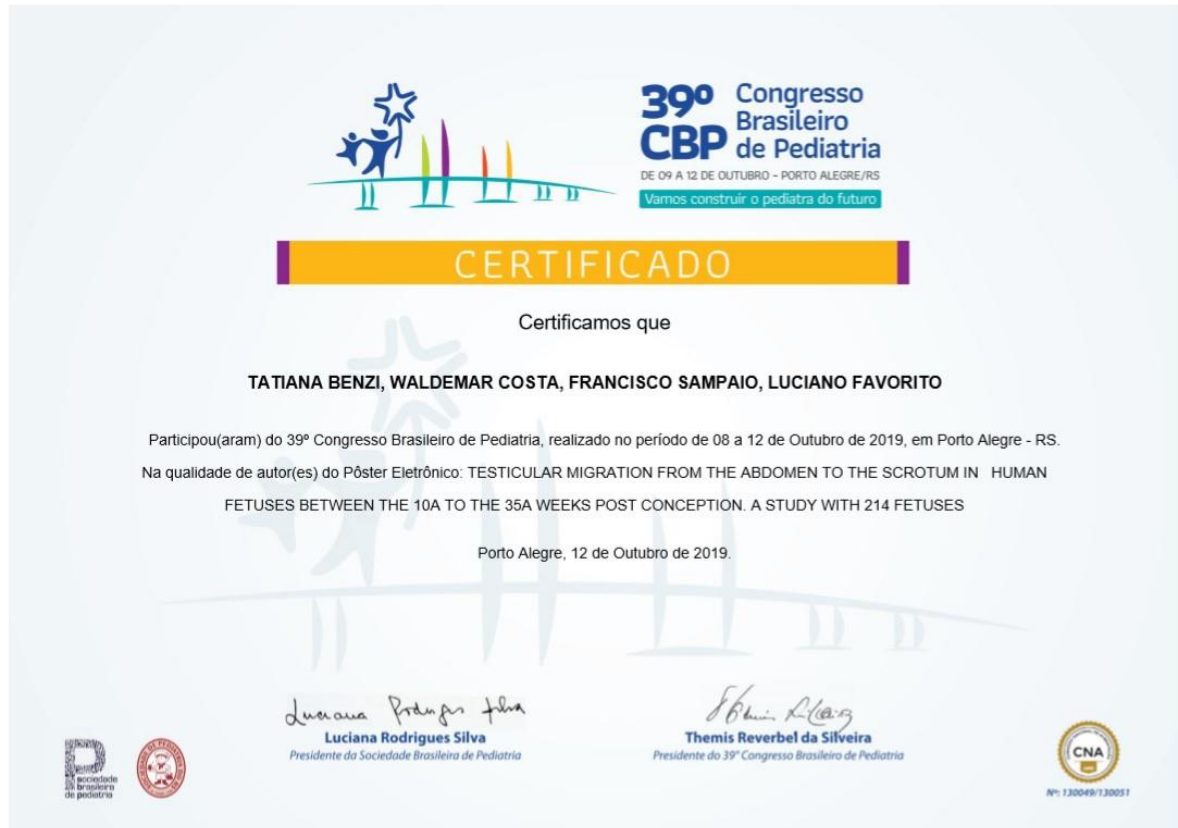 39º CBP Congresso Brasileiro de Pediatria
DE 09 A 12 DE OUTUBRO - PORTO ALEGRE/RS
Vamos construir o pediatra do futuro
CERTIFICADO
Certificamos que
TATIANA BENZI, WALDEMAR COSTA, FRANCISCO SAMPAIO, LUCIANO FAVORITO
Participou(aram) do 39º Congresso Brasileiro de Pediatria, realizado no período de 08 a 12 de Outubro de 2019, em Porto Alegre - RS.
Na qualidade de autor(es) do Pôster Eletrônico: TESTICULAR MIGRATION FROM THE ABDOMEN TO THE SCROTUM IN HUMAN
FETUSES BETWEEN THE 10A TO THE 35A WEEKS POST CONCEPTION. A STUDY WITH 214 FETUSES
Porto Alegre, 12 de Outubro de 2019.
Luciana Rodrigues Silva
Luciana Rodrigues Silva
Presidente da Sociedade Brasileira de Pediatria
Themis Reverbel da Silveira
Presidente do 39º Congresso Brasileiro de Pediatria
sociedade
brasileira
de pediatria
CNA
Nº: 130049/130051